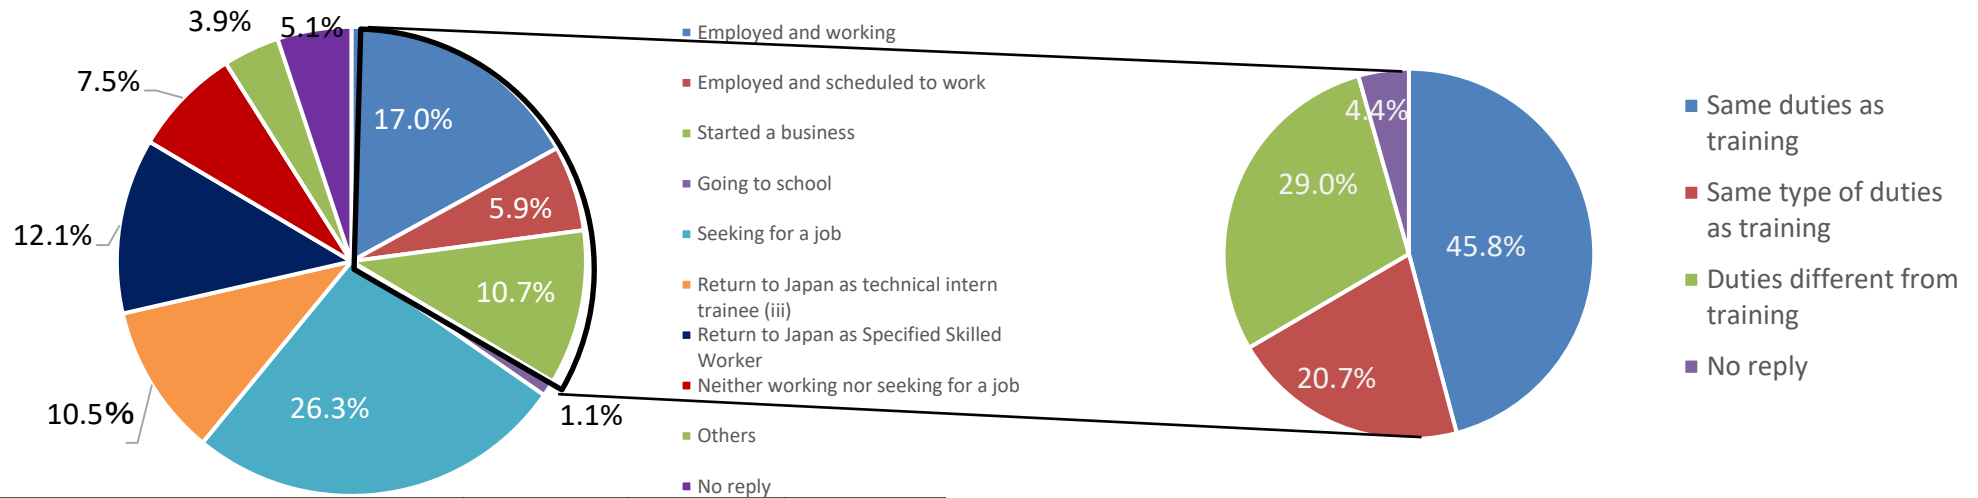 3.9%
5.1%
7.5%
17.0%
5.9%
12.1%
10.7%
10.5%
26.3%
1.1%
Employed and working
Employed and scheduled to work
Started a business
Going to school
Seeking for a job
Return to Japan as technical intern
trainee (iii)
Return to Japan as Specified Skilled
Worker
Neither working nor seeking for a job
Others
No reply
4.4%
29.0%
45.8%
20.7%
Same duties as
training
Same type of duties
as training
Duties different from
training
No reply